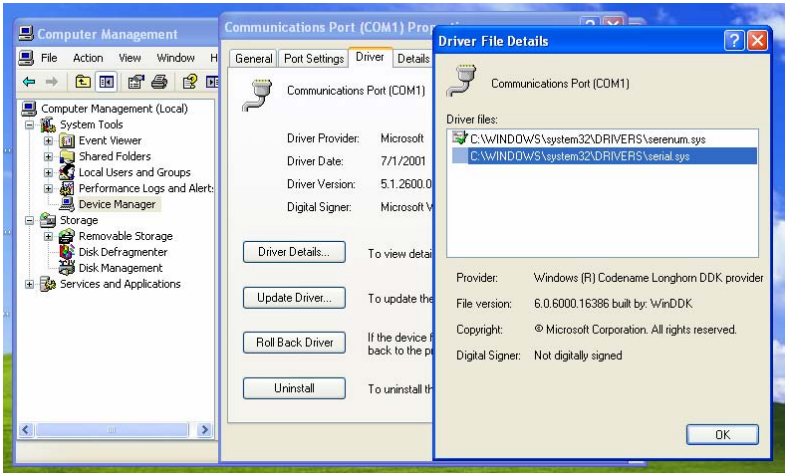 Computer Management
File Action View Window H
Computer Management (Local)
System Tools
Event Viewer
Shared Folders
Local Users and Groups
Performance Logs and Alert
Device Manager
Storage
Removable Storage
Disk Defragmenter
Disk Management
Services and Applications
Communications Port (COM1)
General Port Settings Driver Details
Communications Port (COM1)
Driver Provider: Microsoft
Driver Date: 7/1/2001
Driver Version: 5.1.2600.0
Digital Signer: Microsoft
Driver Details... To view detai
Update Driver... To update the
Roll Back Driver If the device
back to the
Uninstall To uninstall
Driver File Details
Communications Port (COM1)
Driver files:
C:\WINDOWS\system32\DRIVERS\serenum.sys
C:\WINDOWS\system32\DRIVERS\serial.sys
Provider: Windows (R) Codename Longhorn DDK provider
File version: 6.0.6000.16386 built by: WinDDK
Copyright: © Microsoft Corporation. All rights reserved.
Digital Signer: Not digitally signed
OK